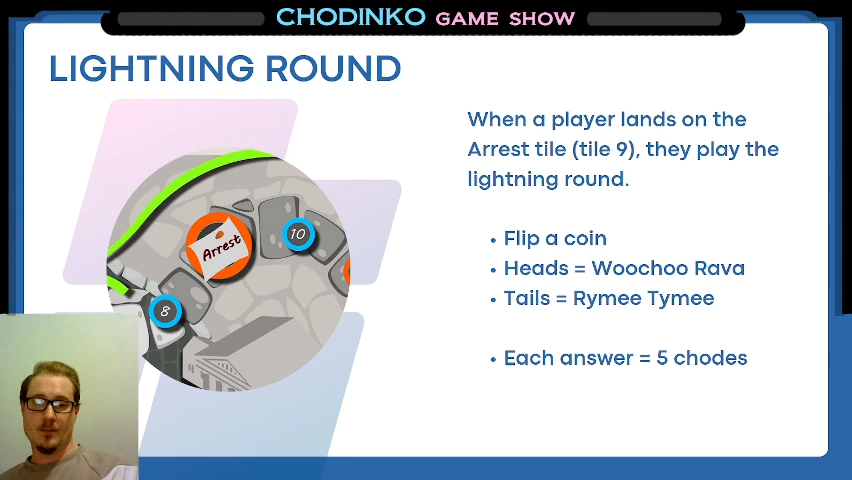 CHODINKO GAME SHOW
LIGHTNING ROUND
When a player lands on the
Arrest tile (tile 9), they play the
lightning round.
• Flip a coin
• Heads = Woochoo Rava
• Tails = Rymee Tymee
• Each answer = 5 chodes
Arrest
10
8